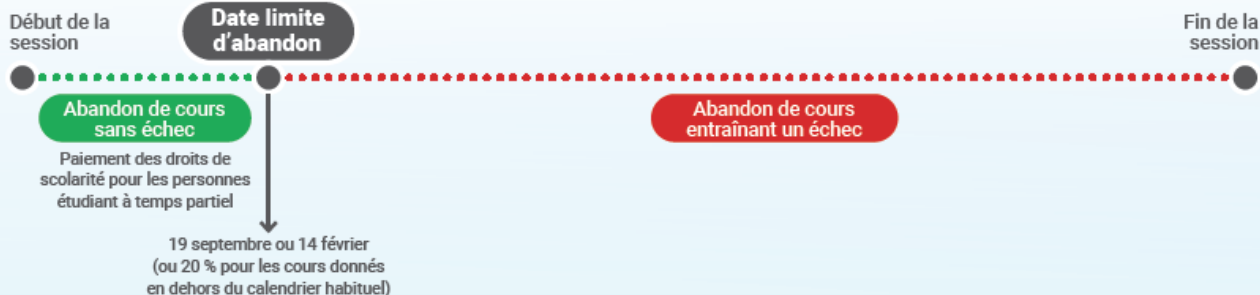 Début de la
session
Date limite
d'abandon
Fin de la
session
Abandon de cours
sans échec
Abandon de cours
entraînant un échec
Paiement des droits de
scolarité pour les personnes
étudiant à temps partiel
19 septembre ou 14 février
(ou 20 % pour les cours donnés
en dehors du calendrier habituel)